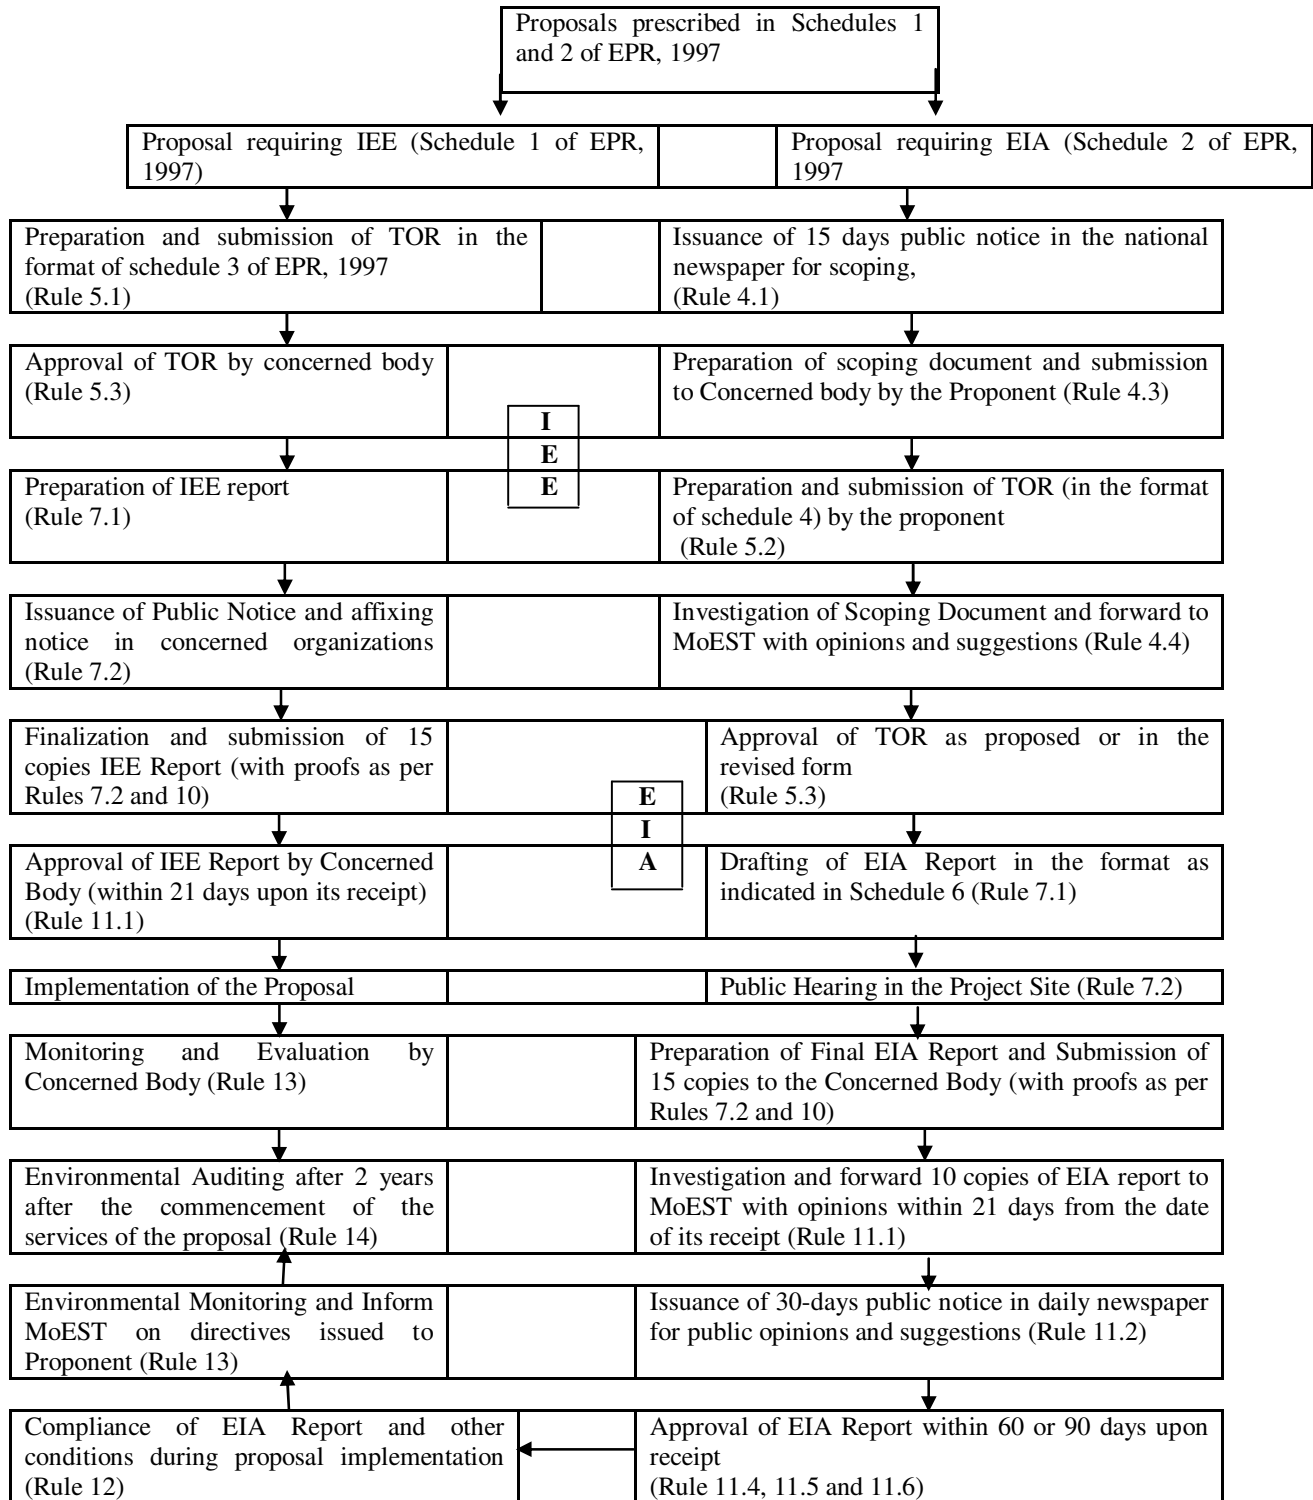 Proposals prescribed in Schedules 1
and 2 of EPR, 1997
Proposal requiring IEE (Schedule 1 of EPR,
1997)
Proposal requiring EIA (Schedule 2 of EPR,
1997
Preparation and submission of TOR in the
format of schedule 3 of EPR, 1997
(Rule 5.1)
Issuance of 15 days public notice in the national
newspaper for scoping,
(Rule 4.1)
Approval of TOR by concerned body
(Rule 5.3)
Preparation of scoping document and submission
to Concerned body by the Proponent (Rule 4.3)
I
E
E
Preparation of IEE report
(Rule 7.1)
Preparation and submission of TOR (in the format
of schedule 4) by the proponent
(Rule 5.2)
Issuance of Public Notice and affixing
notice in concerned organizations
(Rule 7.2)
Investigation of Scoping Document and forward to
MoEST with opinions and suggestions (Rule 4.4)
Finalization and submission of 15
copies IEE Report (with proofs as per
Rules 7.2 and 10)
Approval of TOR as proposed or in the
revised form
(Rule 5.3)
E
I
A
Approval of IEE Report by Concerned
Body (within 21 days upon its receipt)
(Rule 11.1)
Drafting of EIA Report in the format as
indicated in Schedule 6 (Rule 7.1)
Implementation of the Proposal
Public Hearing in the Project Site (Rule 7.2)
Monitoring and Evaluation by
Concerned Body (Rule 13)
Preparation of Final EIA Report and Submission of
15 copies to the Concerned Body (with proofs as per
Rules 7.2 and 10)
Environmental Auditing after 2 years
after the commencement of the
services of the proposal (Rule 14)
Investigation and forward 10 copies of EIA report to
MoEST with opinions within 21 days from the date
of its receipt (Rule 11.1)
Environmental Monitoring and Inform
MoEST on directives issued to
Proponent (Rule 13)
Issuance of 30-days public notice in daily newspaper
for public opinions and suggestions (Rule 11.2)
Compliance of EIA Report and other
conditions during proposal implementation
(Rule 12)
Approval of EIA Report within 60 or 90 days upon
receipt
(Rule 11.4, 11.5 and 11.6)